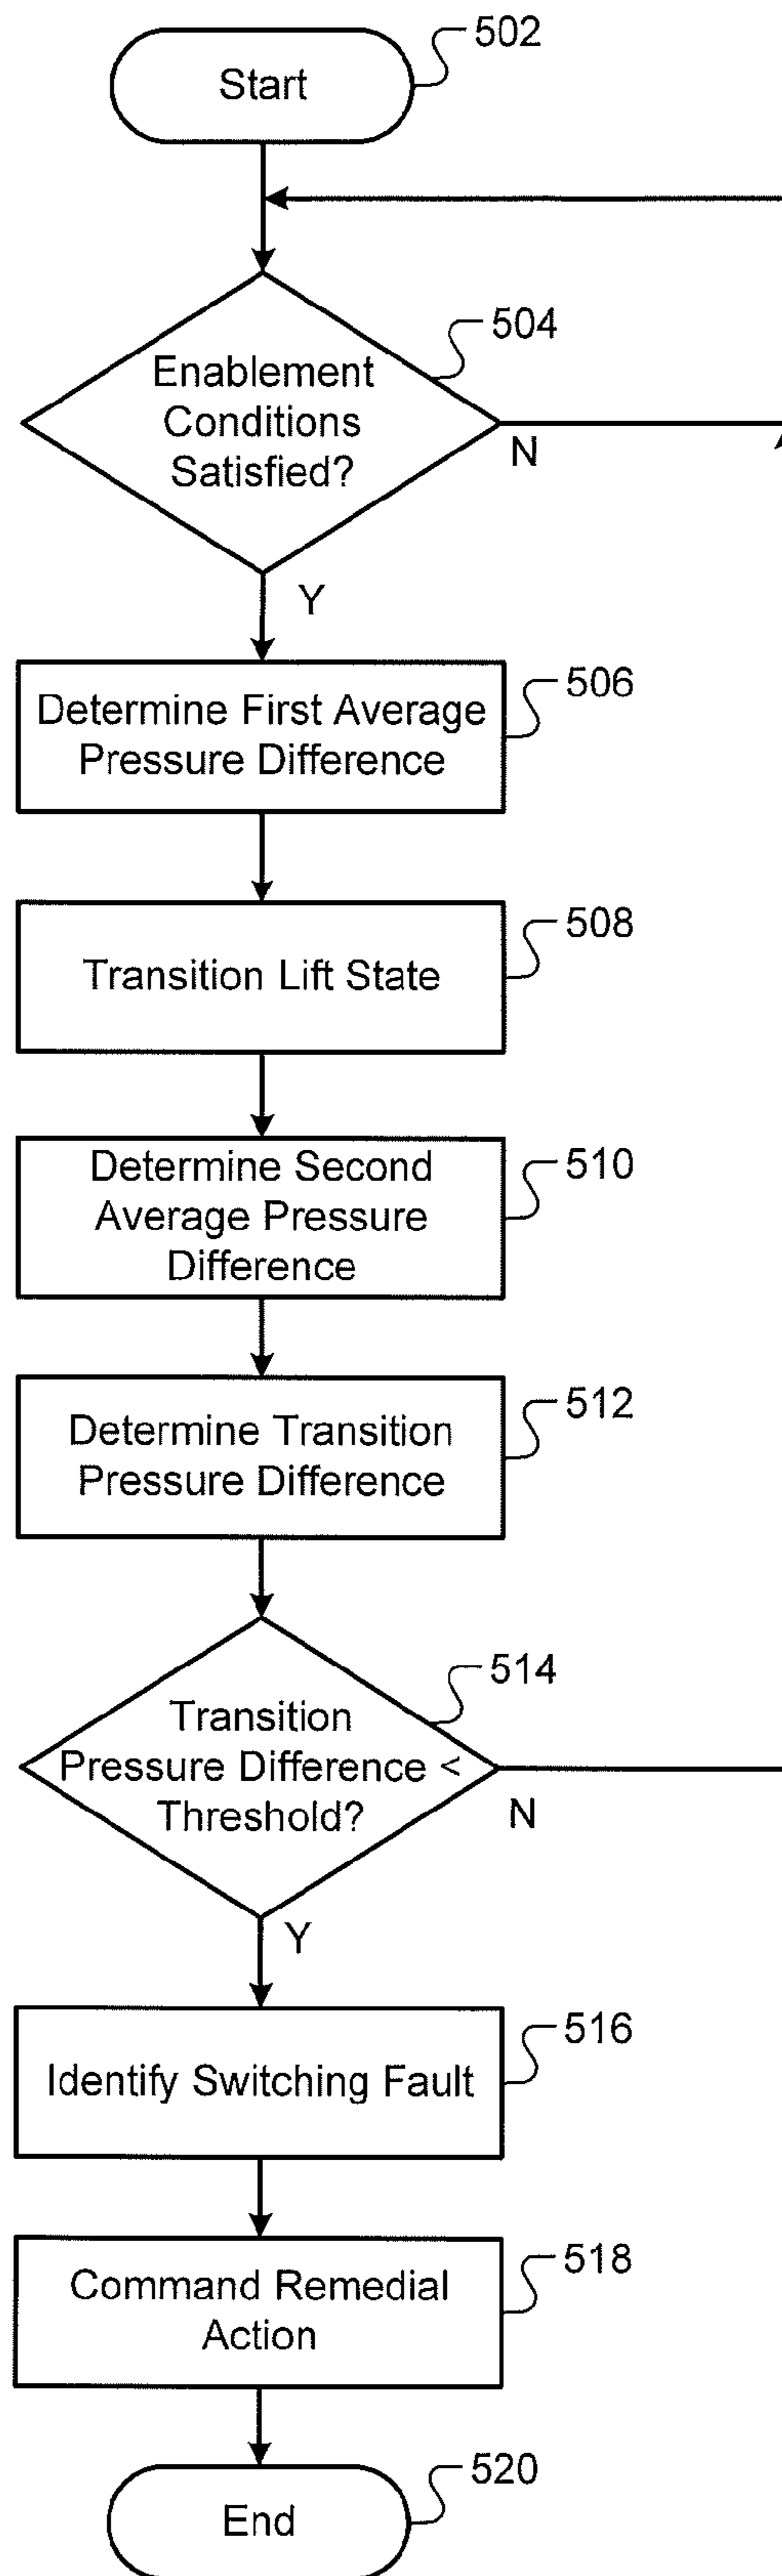 502
Start
504
Enablement
Conditions
Satisfied?
N
Y
506
Determine First Average
Pressure Difference
508
Transition Lift State
510
Determine Second
Average Pressure
Difference
512
Determine Transition
Pressure Difference
514
Transition
Pressure Difference <
Threshold?
N
Y
516
Identify Switching Fault
518
Command Remedial
Action
520
End